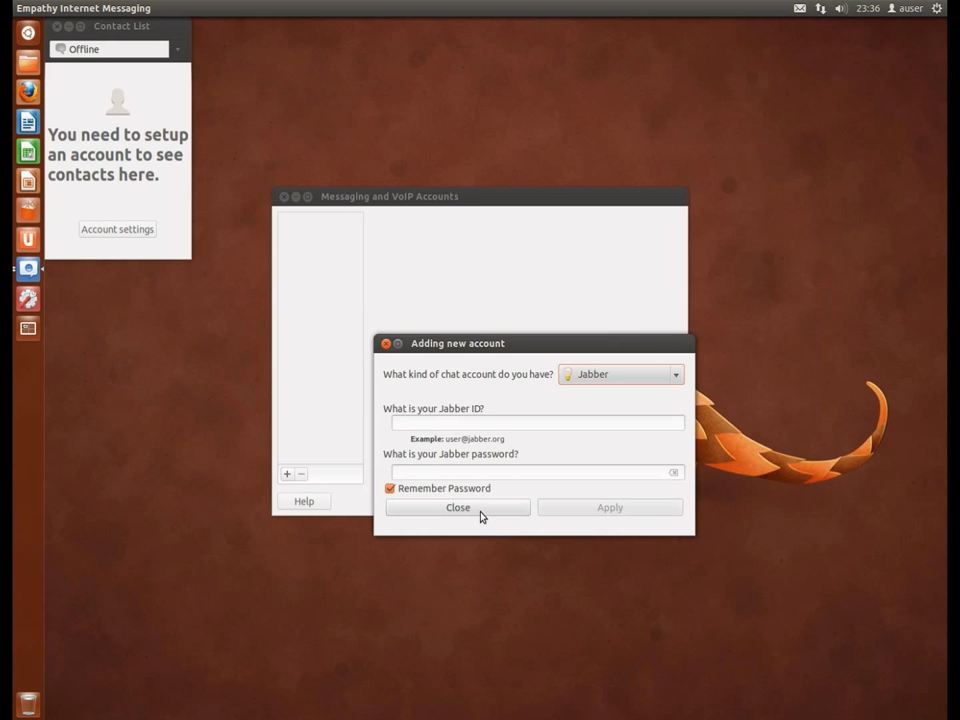 Empathy Internet Messaging
23:36
auser
Contact List
Offline
You need to setup
an account to see
contacts here.
Account settings
Messaging and VoIP Accounts
Help
Adding new account
What kind of chat account do you have?
Jabber
What is your Jabber ID?
Example: user@jabber.org
What is your Jabber password?
Remember Password
Close
Apply